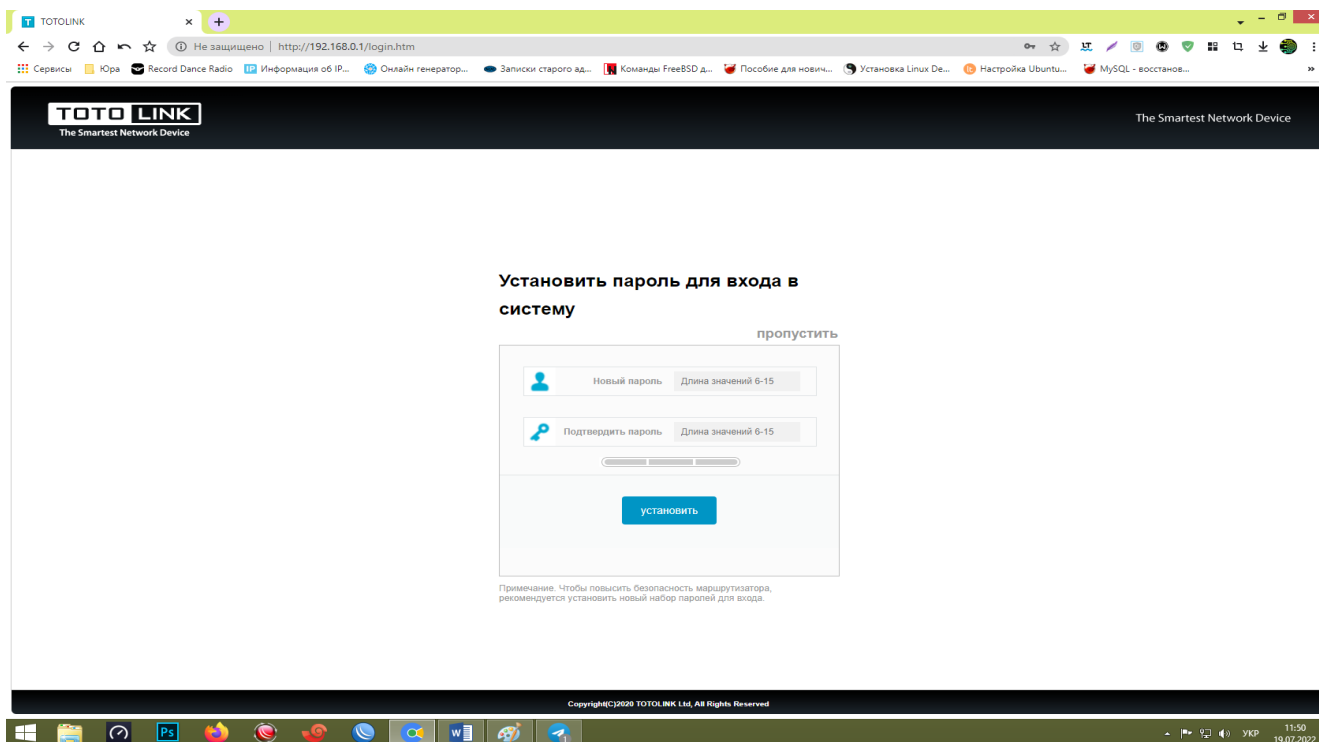 TOTOLINK
Не защищено | http://192.168.0.1/login.htm
Сервисы Юра Record Dance Radio IP Информация об IP... Онлайн генератор... Записки старого ад... Команды FreeBSD д... Пособие для нович... Установка Linux De... Настройка Ubuntu... MySQL - восстанов... »
TOTO LINK
The Smartest Network Device
The Smartest Network Device
Установить пароль для входа в
систему
пропустить
Новый пароль Длина значений 6-15
Подтвердить пароль Длина значений 6-15
установить
Примечание. Чтобы повысить безопасность маршрутизатора,
рекомендуется установить новый набор паролей для входа.
Copyright(C)2020 TOTOLINK Ltd, All Rights Reserved
Ps
W
УКР
11:50
19.07.2022